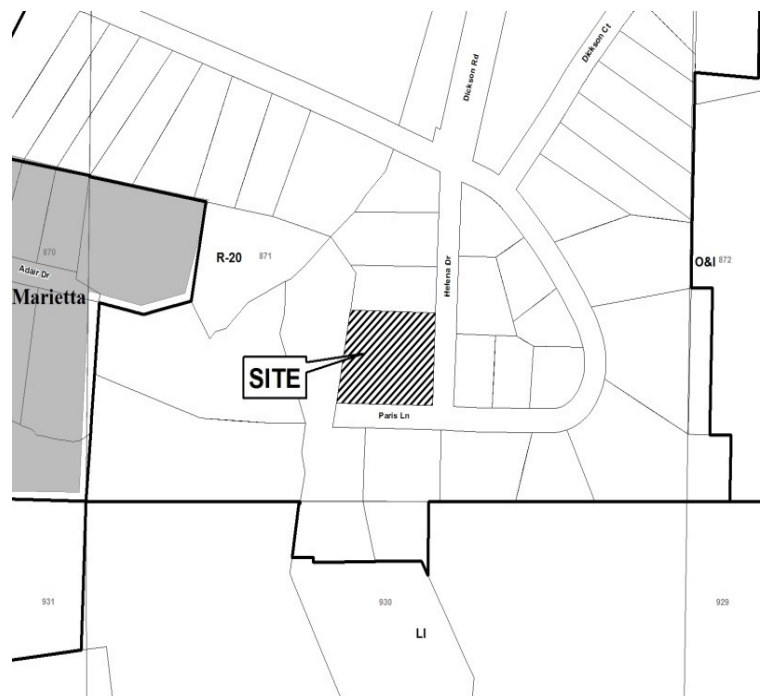 Dickson Rd
Dickson Ct
870
R-20
871
O&I
872
Adair Dr
Helena Dr
Marietta
SITE
Paris Ln
931
930
929
LI